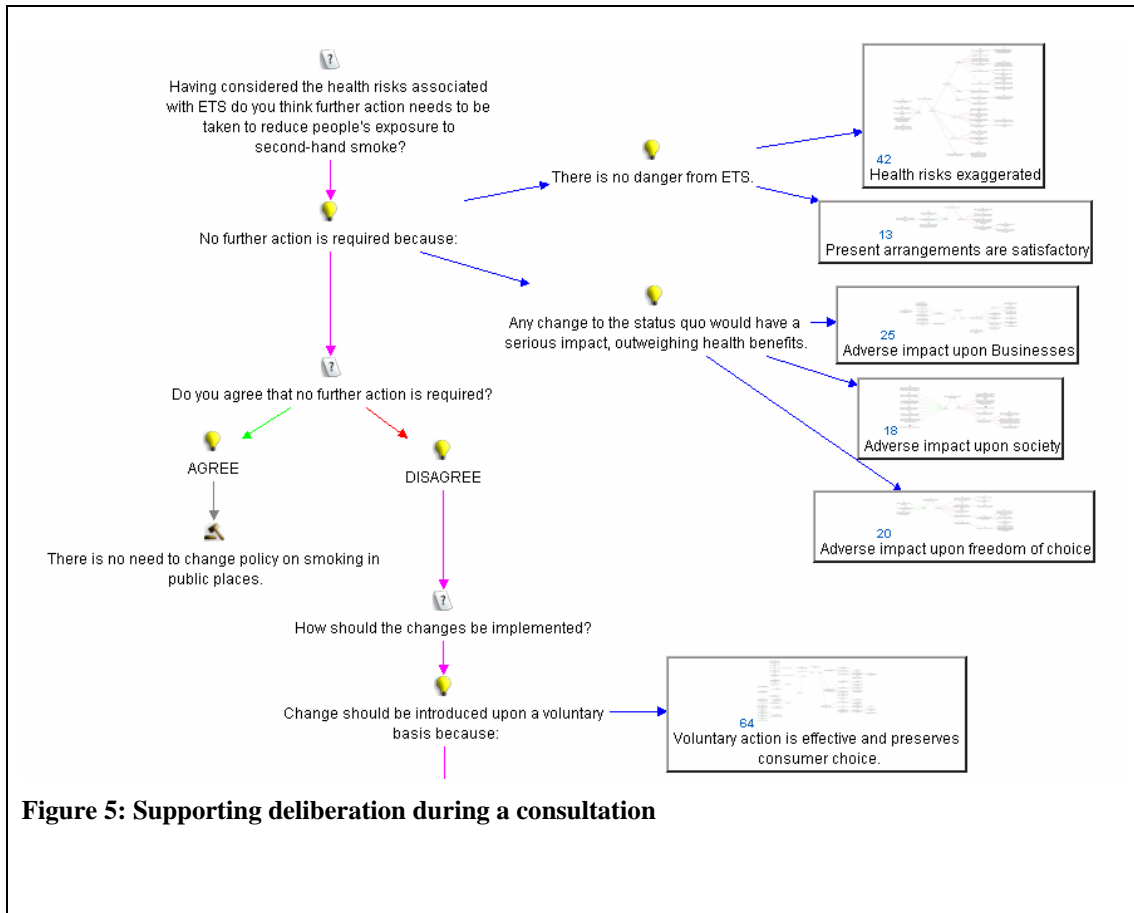 ?
Having considered the health risks associated
with ETS do you think further action needs to be
taken to reduce people's exposure to
second-hand smoke?
There is no danger from ETS.
42
Health risks exaggerated
No further action is required because:
13
Present arrangements are satisfactory
Any change to the status quo would have a
serious impact, outweighing health benefits.
25
Adverse impact upon Businesses
?
Do you agree that no further action is required?
18
Adverse impact upon society
AGREE
DISAGREE
20
Adverse impact upon freedom of choice
There is no need to change policy on smoking in
public places.
?
How should the changes be implemented?
Change should be introduced upon a voluntary
basis because:
64
Voluntary action is effective and preserves
consumer choice.
Figure 5: Supporting deliberation during a consultation